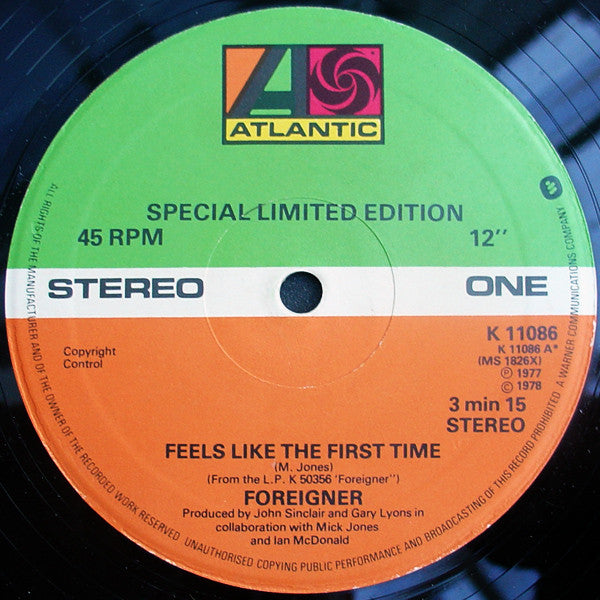 ATLANTIC
SPECIAL LIMITED EDITION
45 RPM 12"
STEREO ONE
K 11086
K 11086 A*
(MS 1826X)
Ⓟ 1977
© 1978
Copyright
Control
3 min 15
STEREO
FEELS LIKE THE FIRST TIME
(M. Jones)
(From the L.P. K 50356 'Foreigner")
FOREIGNER
Produced by John Sinclair and Gary Lyons in
collaboration with Mick Jones
and Ian McDonald
ALL RIGHTS OF THE MANUFACTURER AND OF THE OWNER OF THE RECORDED WORK RESERVED. UNAUTHORISED COPYING PUBLIC PERFORMANCE AND BROADCASTING OF THIS RECORD PROHIBITED. A WARNER COMMUNICATIONS COMPANY